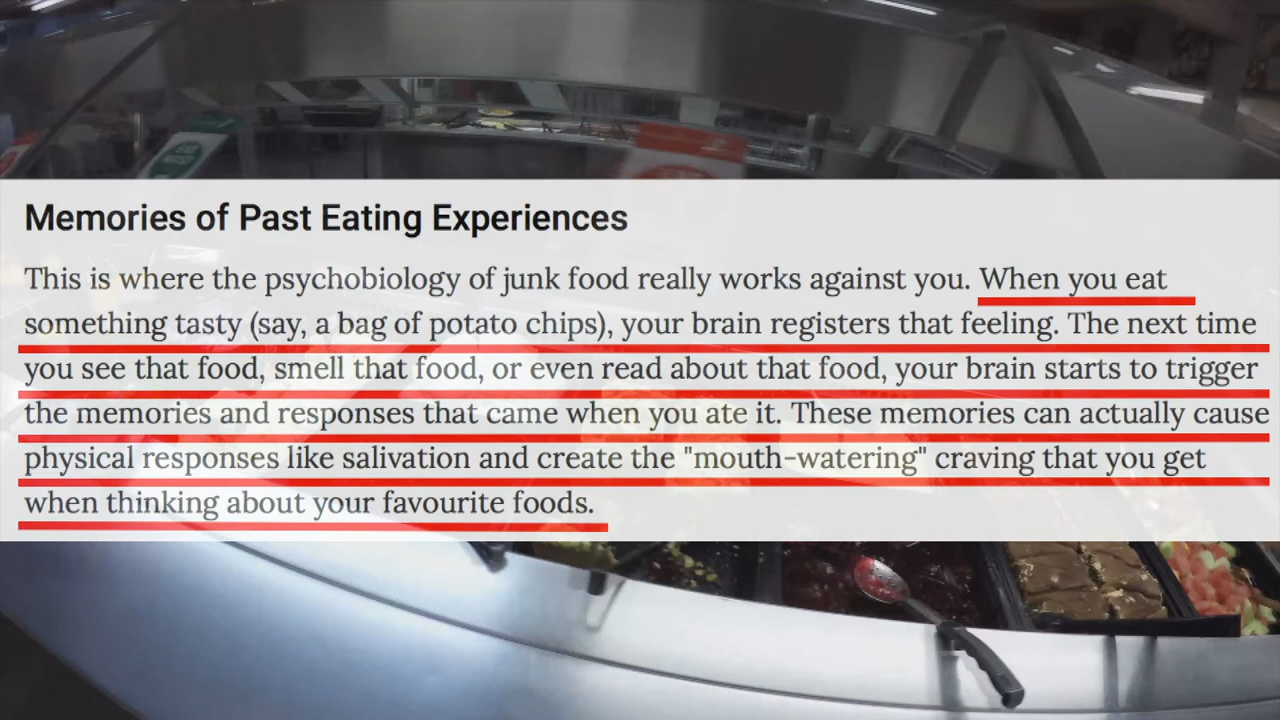 Memories of Past Eating Experiences
This is where the psychobiology of junk food really works against you. When you eat
something tasty (say, a bag of potato chips), your brain registers that feeling. The next time
you see that food, smell that food, or even read about that food, your brain starts to trigger
the memories and responses that came when you ate it. These memories can actually cause
physical responses like salivation and create the "mouth-watering" craving that you get
when thinking about your favourite foods.